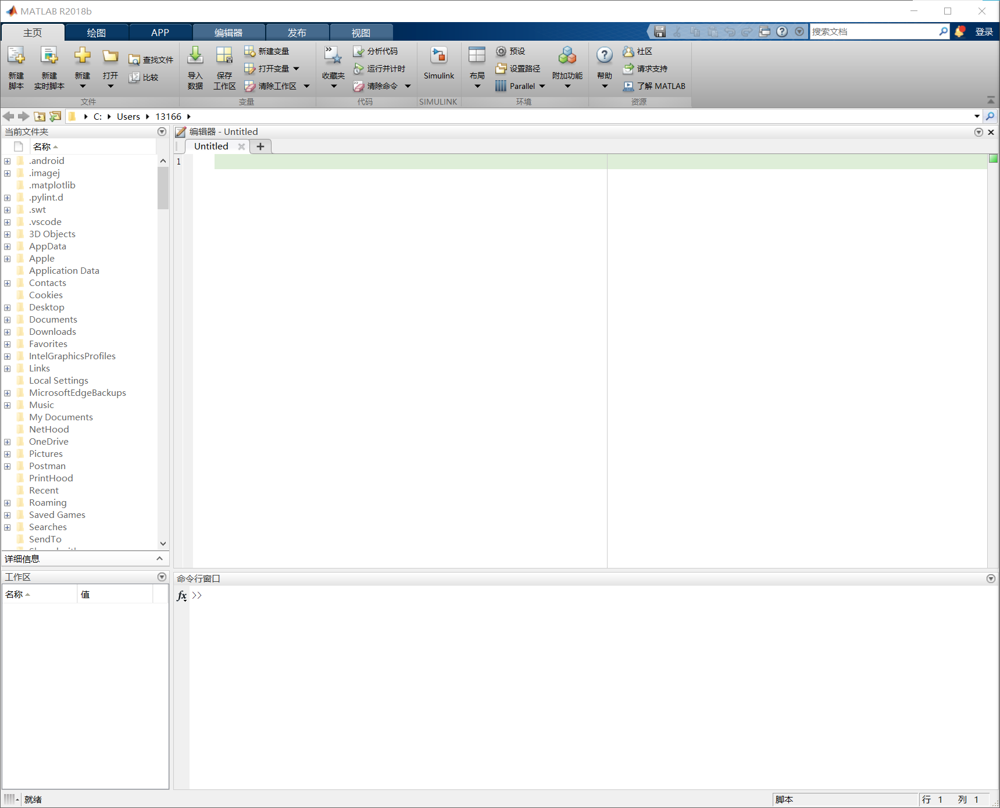 MATLAB R2018b
主页 绘图 APP 编辑器 发布 视图 搜索文档 登录
新建脚本 新建实时脚本 新建 打开 查找文件 比较 文件
导入数据 保存工作区 新建变量 打开变量 清除工作区 变量
收藏夹 分析代码 运行并计时 清除命令 代码
Simulink SIMULINK
布局 预设 设置路径 Parallel 附加功能 环境
帮助 社区 请求支持 了解 MATLAB 资源
C: Users 13166
当前文件夹
名称
.android
.imagej
.matplotlib
.pylint.d
.swt
.vscode
3D Objects
AppData
Apple
Application Data
Contacts
Cookies
Desktop
Documents
Downloads
Favorites
IntelGraphicsProfiles
Links
Local Settings
MicrosoftEdgeBackups
Music
My Documents
NetHood
OneDrive
Pictures
Postman
PrintHood
Recent
Roaming
Saved Games
Searches
SendTo
详细信息
工作区
名称 值
编辑器 - Untitled
Untitled
1
命令行窗口
fx >>
就绪
脚本 行 1 列 1